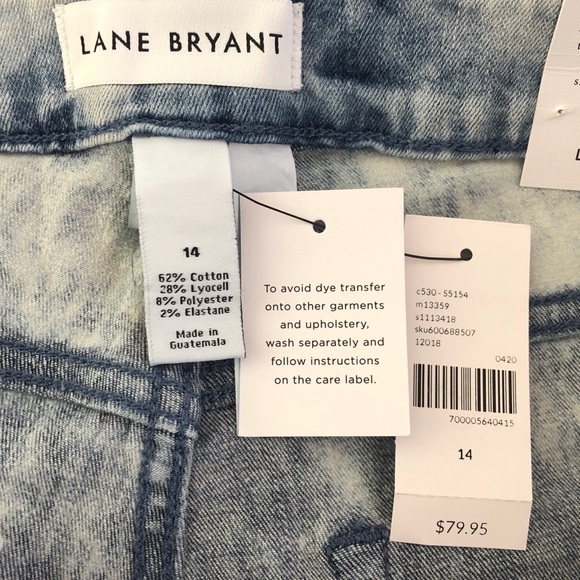 LANE BRYANT
14
62% Cotton
28% Lyocell
8% Polyester
2% Elastane
Made in
Guatemala
To avoid dye transfer
onto other garments
and upholstery,
wash separately and
follow instructions
on the care label.
c530 - S5154
m13359
s1113418
sku600688507
12018
0420
700005640415
14
$79.95